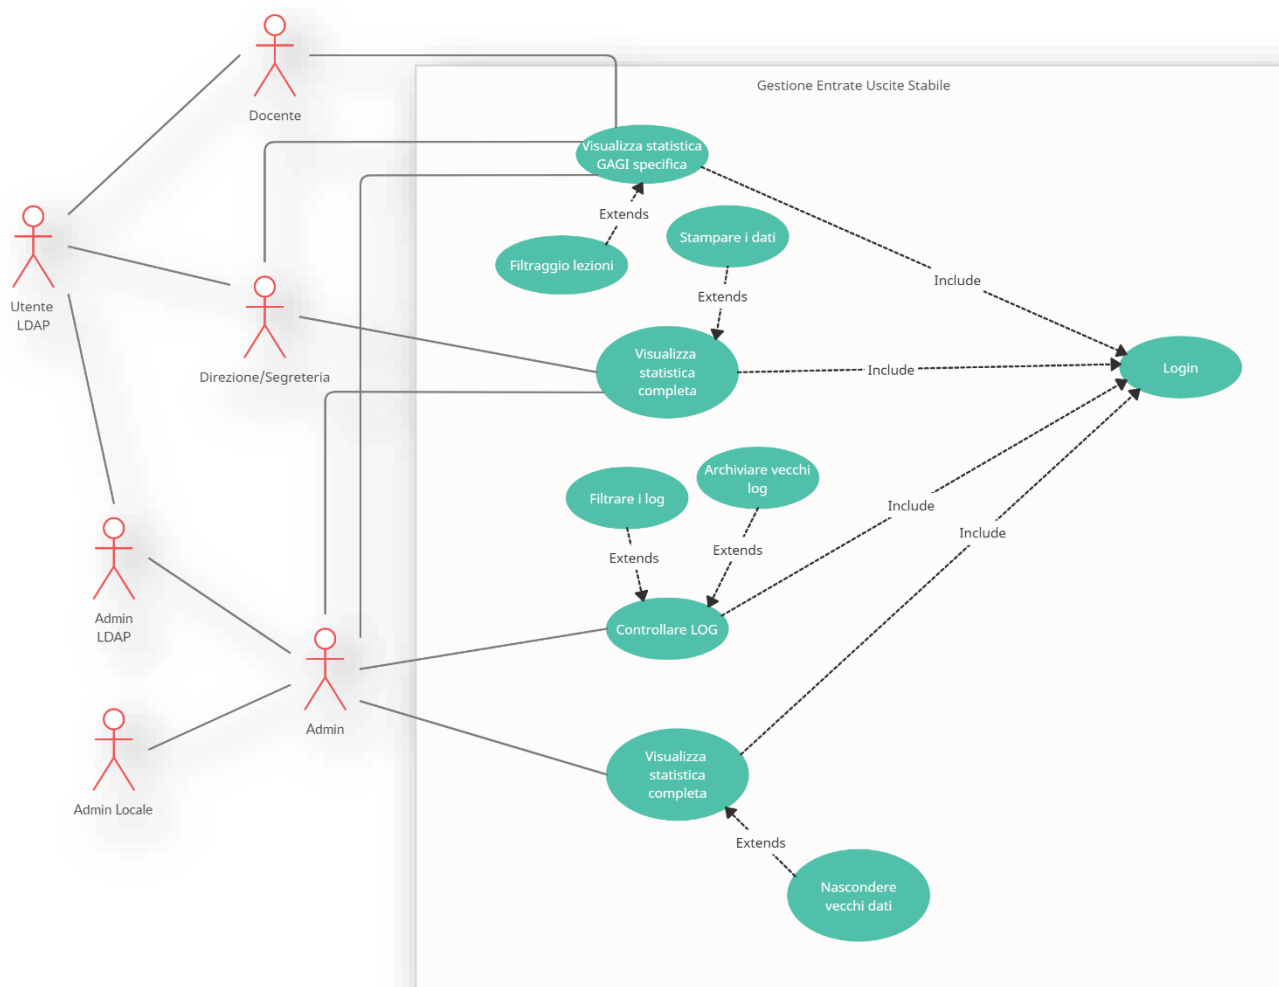 Docente
Gestione Entrate Uscite Stabile
Visualizza statistica
GAGI specifica
Extends
Stampare i dati
Filtraggio lezioni
Include
Extends
Utente
LDAP
Direzione/Segreteria
Visualizza
statistica
completa
Include
Login
Archiviare vecchi
log
Filtrare i log
Include
Include
Extends
Extends
Admin
LDAP
Controllare LOG
Admin
Visualizza
statistica
completa
Admin Locale
Extends
Nascondere
vecchi dati